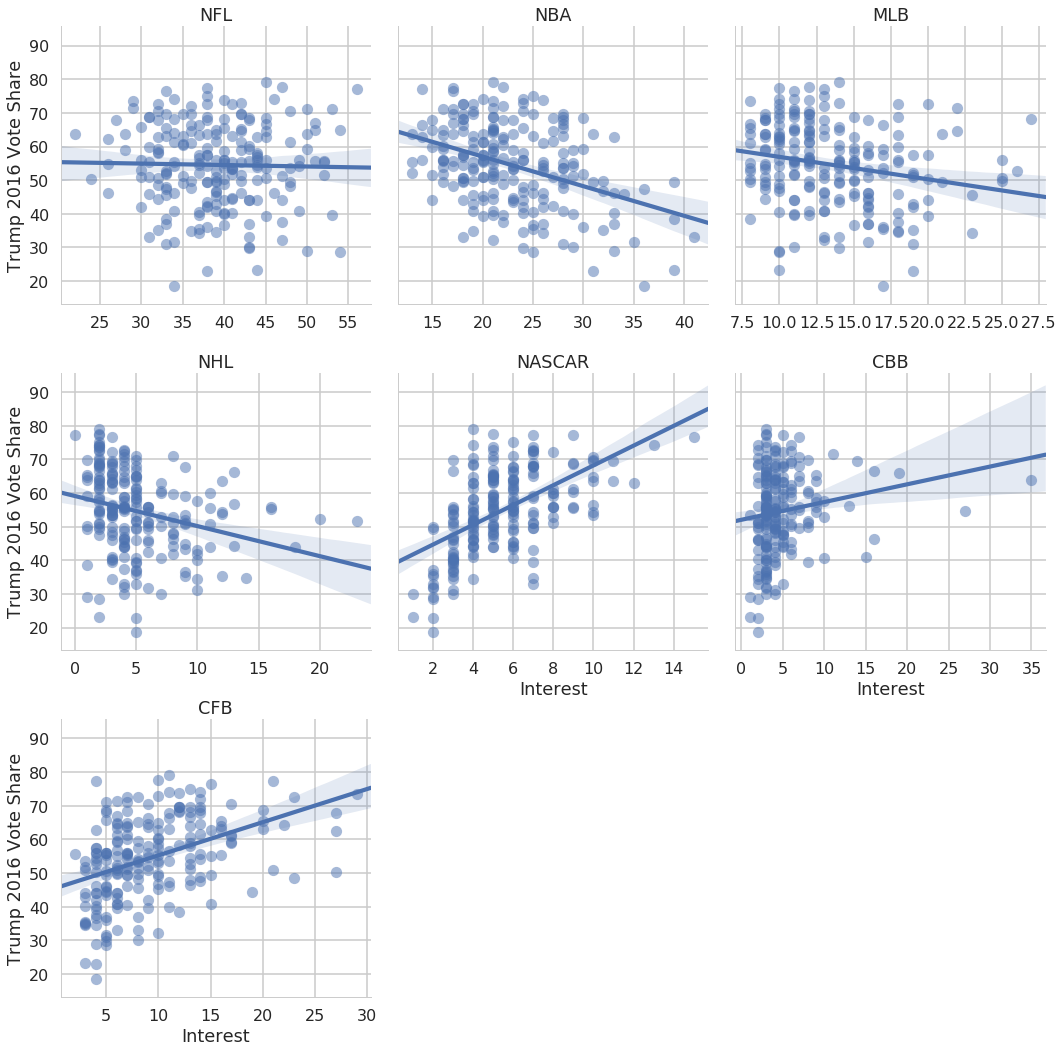 NFL NBA MLB
90
80
70
60
50
40
30
20
Trump 2016 Vote Share
25 30 35 40 45 50 55
15 20 25 30 35 40
7.5 10.0 12.5 15.0 17.5 20.0 22.5 25.0 27.5
NHL NASCAR CBB
90
80
70
60
50
40
30
20
Trump 2016 Vote Share
0 5 10 15 20
2 4 6 8 10 12 14
0 5 10 15 20 25 30 35
Interest Interest
CFB
90
80
70
60
50
40
30
20
Trump 2016 Vote Share
5 10 15 20 25 30
Interest